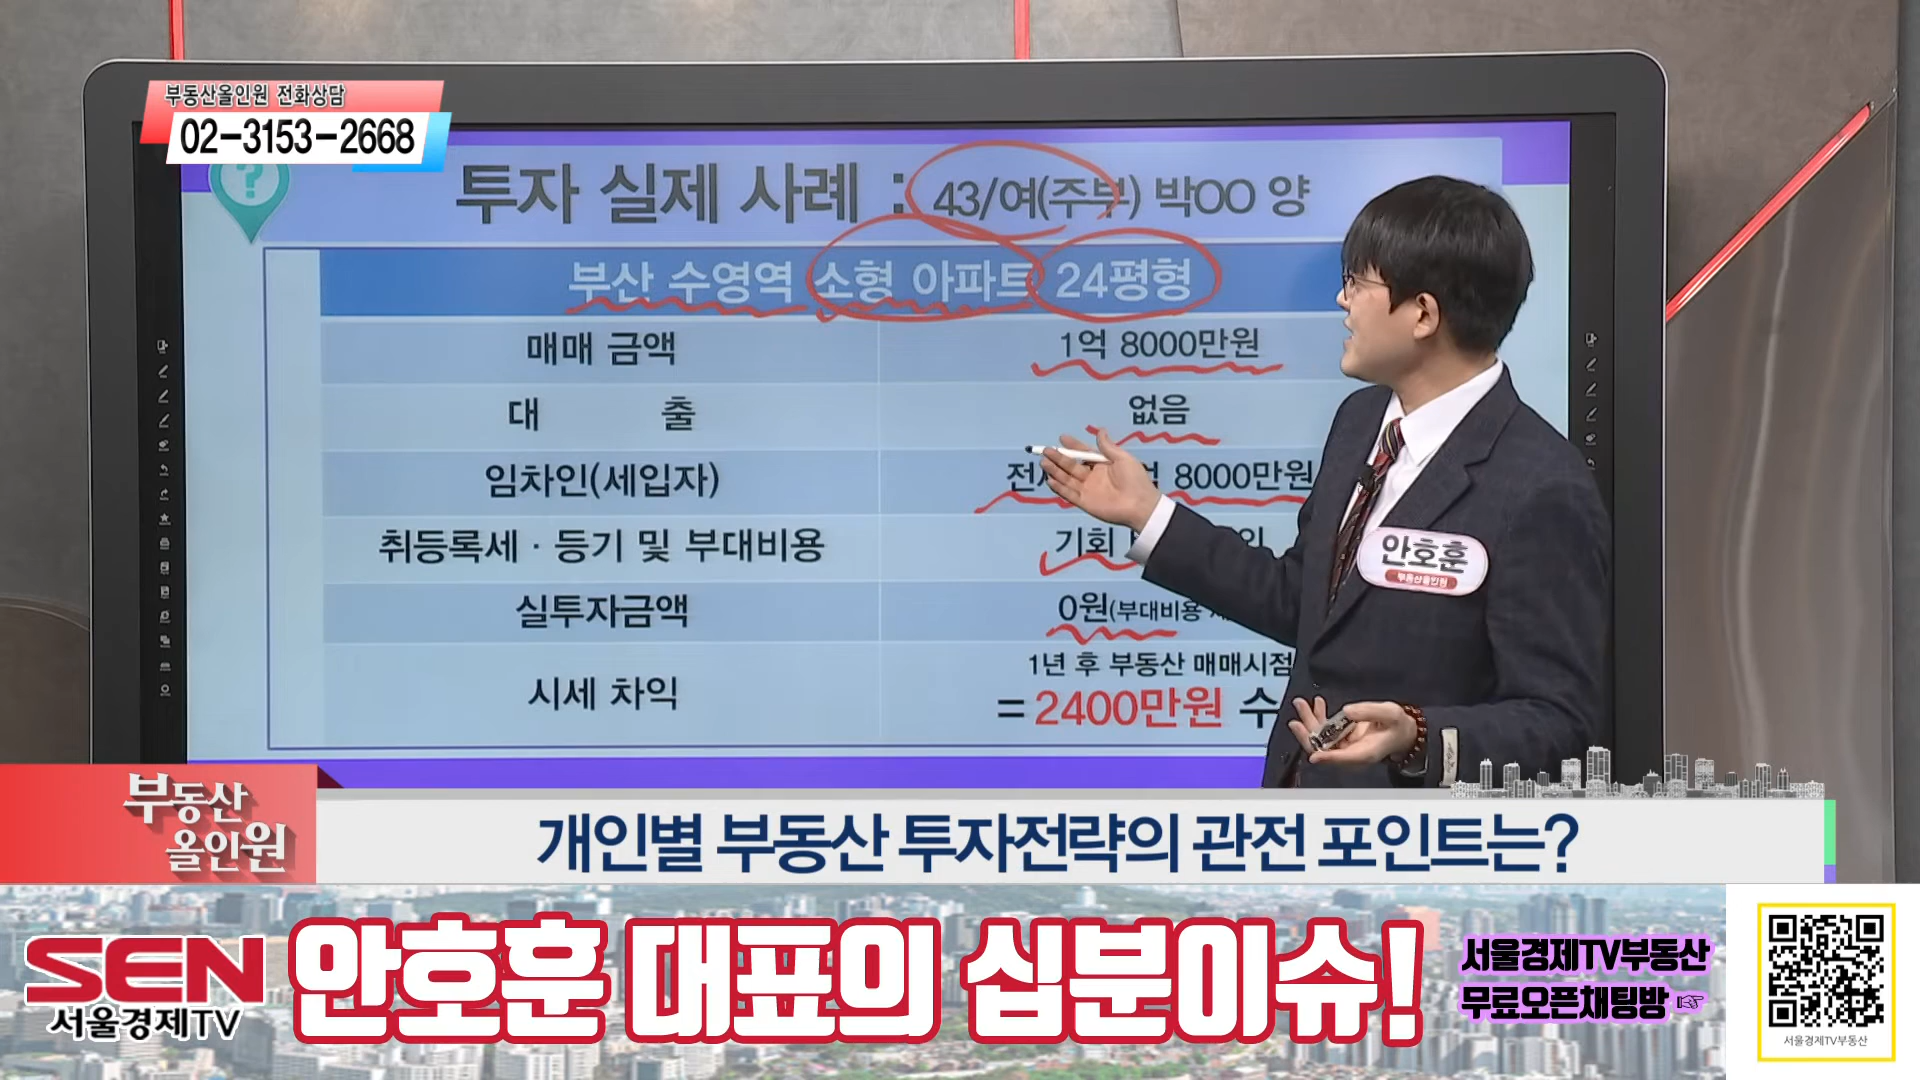 부동산올인원 전화상담
02-3153-2668
투자 실제 사례 : 43/여(주부) 박OO 양
부산 수영역 소형 아파트 24평형
매매 금액 1억 8000만원
대 출 없음
임차인(세입자) 8000만원
취등록세 · 등기 및 부대비용 기회
실투자금액 0원(부대비용
시세 차익 1년 후 부동산 매매시점
= 2400만원 수
안호훈
부동산올인원
부동산
올인원
개인별 부동산 투자전략의 관전 포인트는?
SEN
서울경제TV
안호훈 대표의 십분이슈!
서울경제TV부동산
무료오픈채팅방 ☞
서울경제TV부동산